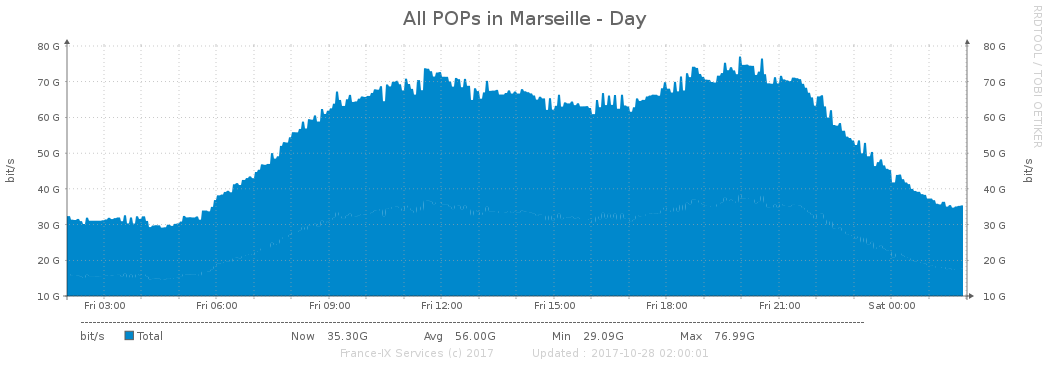 All POPs in Marseille - Day
RRDTOOL / TOBI OETIKER
bit/s
80 G
70 G
60 G
50 G
40 G
30 G
20 G
10 G
80 G
70 G
60 G
50 G
40 G
30 G
20 G
10 G
bit/s
Fri 03:00 Fri 06:00 Fri 09:00 Fri 12:00 Fri 15:00 Fri 18:00 Fri 21:00 Sat 00:00
bit/s Total Now 35.30G Avg 56.00G Min 29.09G Max 76.99G
France-IX Services (c) 2017 Updated : 2017-10-28 02:00:01